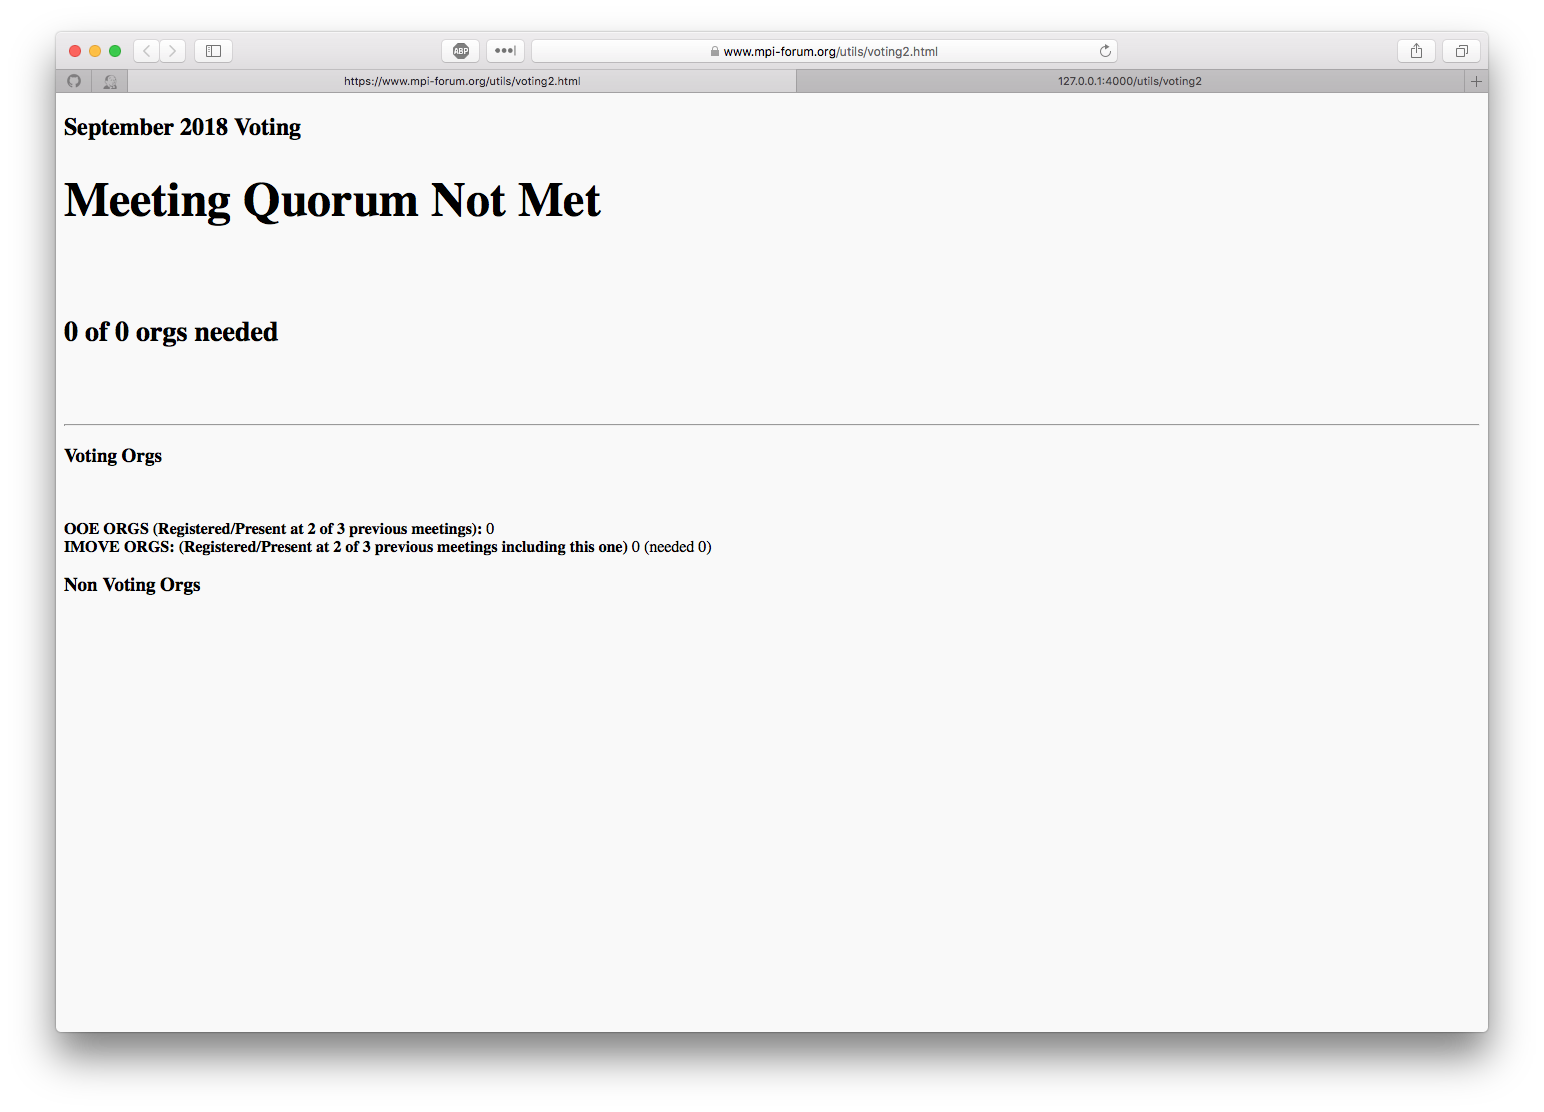 ABP
www.mpi-forum.org/utils/voting2.html
https://www.mpi-forum.org/utils/voting2.html
127.0.0.1:4000/utils/voting2
September 2018 Voting
Meeting Quorum Not Met
0 of 0 orgs needed
Voting Orgs
OOE ORGS (Registered/Present at 2 of 3 previous meetings): 0
IMOVE ORGS: (Registered/Present at 2 of 3 previous meetings including this one) 0 (needed 0)
Non Voting Orgs